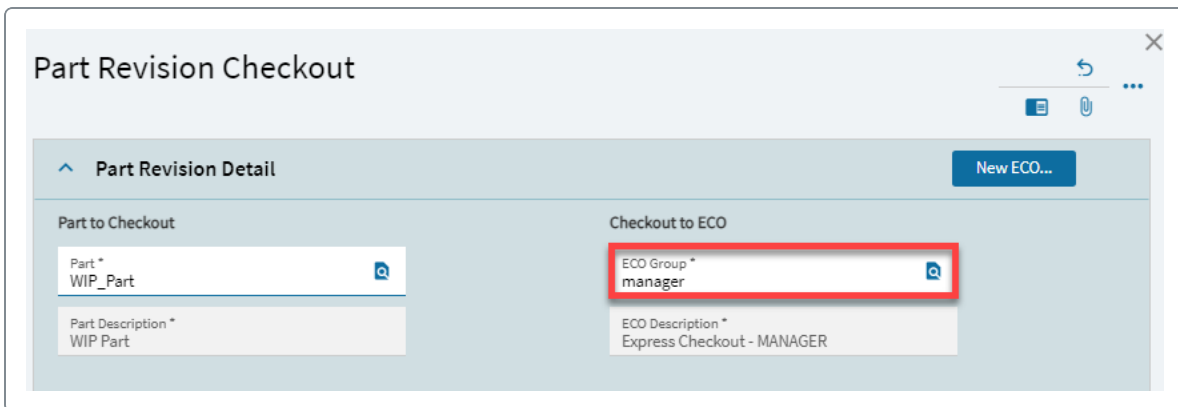 Part Revision Checkout
Part Revision Detail
New ECO...
Part to Checkout
Checkout to ECO
Part *
WIP_Part
ECO Group *
manager
Part Description *
WIP Part
ECO Description *
Express Checkout - MANAGER